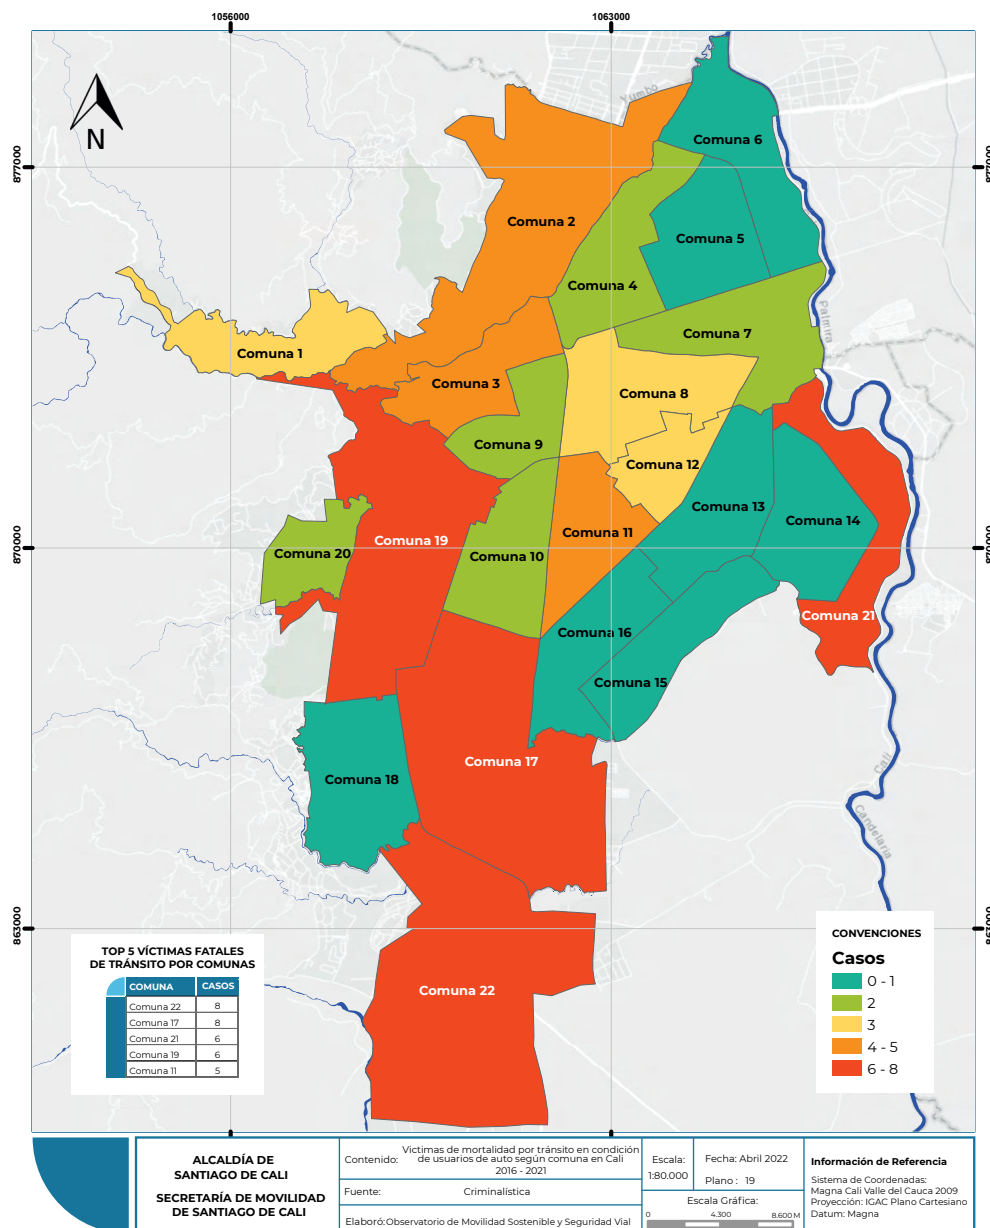 1056000
1063000
N
Yumbo
877000
877000
Comuna 6
Comuna 2
Comuna 5
Comuna 4
Palmira
Comuna 7
Comuna 1
Comuna 3
Comuna 8
Comuna 9
Comuna 12
Comuna 13
Comuna 14
Comuna 11
Comuna 19
Comuna 20
Comuna 10
870000
870000
Comuna 21
Comuna 16
Comuna 15
Comuna 17
Comuna 18
Cali
Candelaria
863000
863000
Comuna 22
TOP 5 VÍCTIMAS FATALES
DE TRÁNSITO POR COMUNAS
COMUNA CASOS
Comuna 22 8
Comuna 17 8
Comuna 21 6
Comuna 19 6
Comuna 11 5
CONVENCIONES
Casos
0 - 1
2
3
4 - 5
6 - 8
ALCALDÍA DE
SANTIAGO DE CALI
SECRETARÍA DE MOVILIDAD
DE SANTIAGO DE CALI
Contenido: Victimas de mortalidad por tránsito en condición
de usuarios de auto según comuna en Cali
2016 - 2021
Fuente: Criminalística
Elaboró:Observatorio de Movilidad Sostenible y Seguridad Vial
Escala:
1:80.000
Fecha: Abril 2022
Plano : 19
Escala Gráfica:
0 4.300 8.600 M
Información de Referencia
Sistema de Coordenadas:
Magna Cali Valle del Cauca 2009
Proyección: IGAC Plano Cartesiano
Datum: Magna